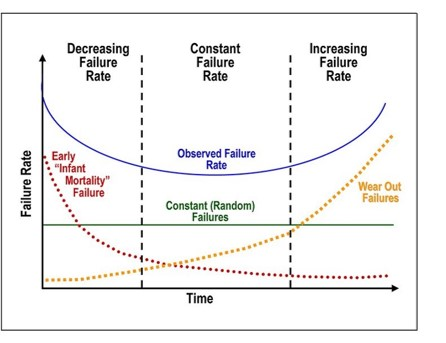 Decreasing
Failure
Rate
Constant
Failure
Rate
Increasing
Failure
Rate
Failure Rate
Early
"Infant
Mortality"
Failure
Observed Failure
Rate
Constant (Random)
Failures
Wear Out
Failures
Time